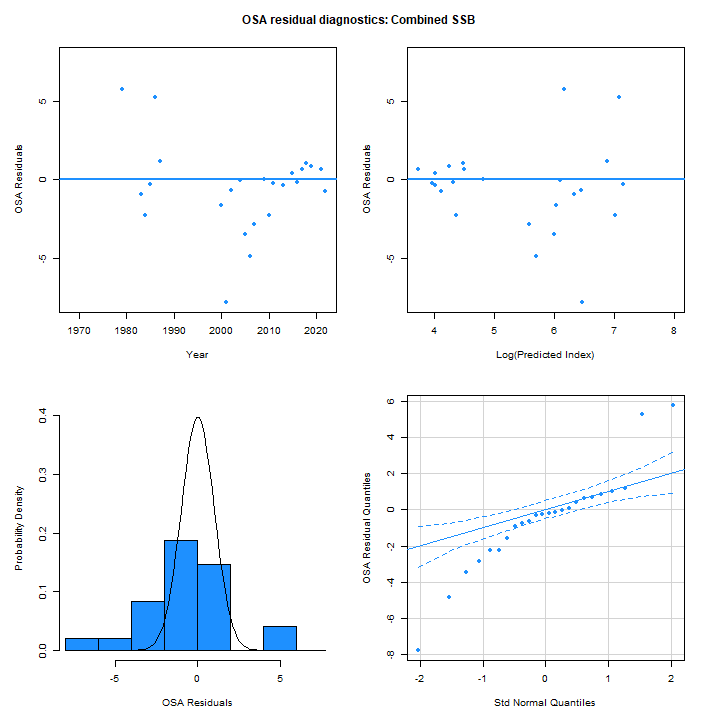 OSA residual diagnostics: Combined SSB
OSA Residuals
5
0
-5
1970 1980 1990 2000 2010 2020
Year
OSA Residuals
5
0
-5
4 5 6 7 8
Log(Predicted Index)
Probability Density
0.4
0.3
0.2
0.1
0.0
-5 0 5
OSA Residuals
OSA Residual Quantiles
6
4
2
0
-2
-4
-6
-8
-2 -1 0 1 2
Std Normal Quantiles